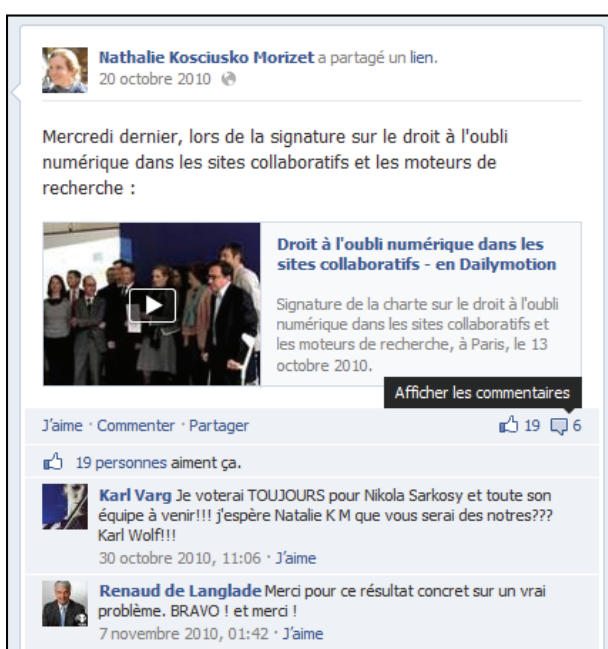 Nathalie Kosciusko Morizet a partagé un lien.
20 octobre 2010
Mercredi dernier, lors de la signature sur le droit à l'oubli
numérique dans les sites collaboratifs et les moteurs de
recherche :
Droit à l'oubli numérique dans les
sites collaboratifs - en Dailymotion
Signature de la charte sur le droit à l'oubli
numérique dans les sites collaboratifs et
les moteurs de recherche, à Paris, le 13
octobre 2010.
Afficher les commentaires
J'aime · Commenter · Partager 19 6
19 personnes aiment ça.
Karl Varg Je voterai TOUJOURS pour Nikola Sarkosy et toute son
équipe à venir!!! j'espère Natalie K M que vous serai des notres???
Karl Wolf!!!
30 octobre 2010, 11:06 · J'aime
Renaud de Langlade Merci pour ce résultat concret sur un vrai
problème. BRAVO ! et merci !
7 novembre 2010, 01:42 · J'aime